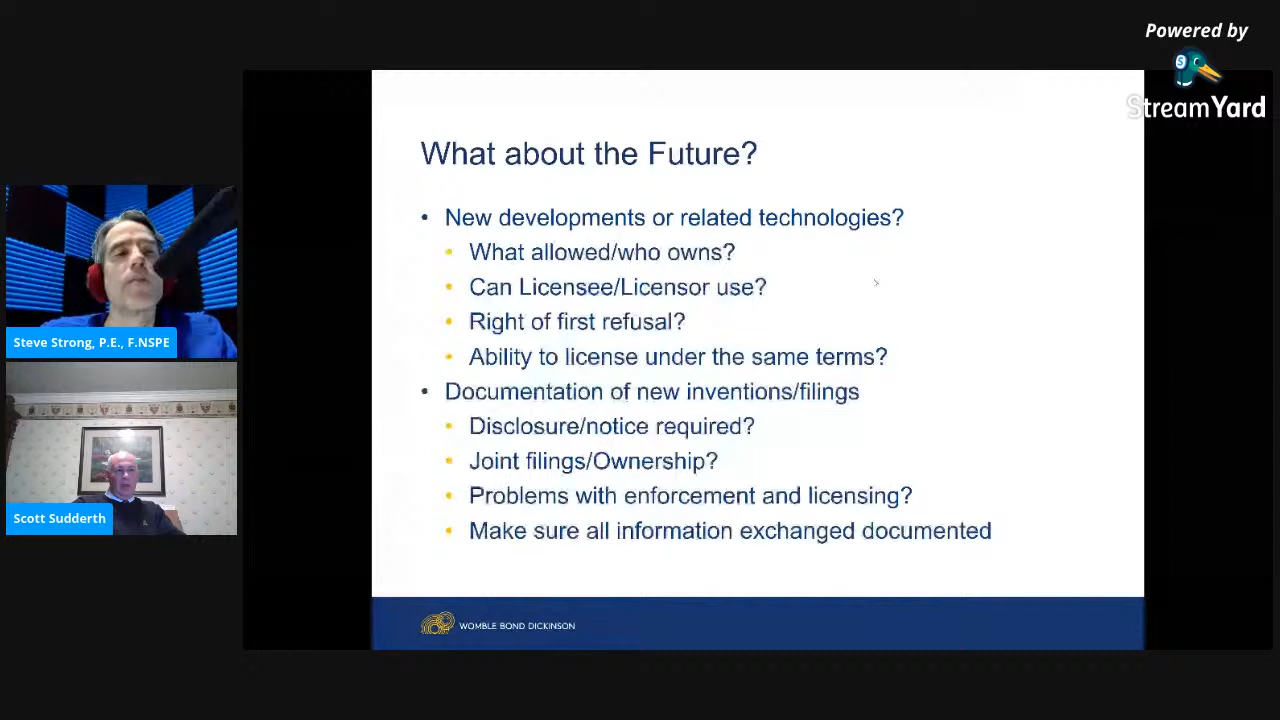 Powered by
StreamYard
What about the Future?
• New developments or related technologies?
• What allowed/who owns?
• Can Licensee/Licensor use?
• Right of first refusal?
• Ability to license under the same terms?
• Documentation of new inventions/filings
• Disclosure/notice required?
• Joint filings/Ownership?
• Problems with enforcement and licensing?
• Make sure all information exchanged documented
WOMBLE BOND DICKINSON
Steve Strong, P.E., F.NSPE
Scott Sudderth